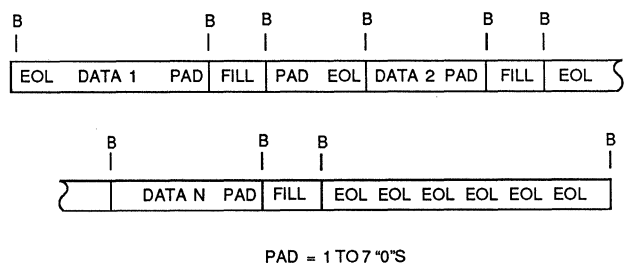 B B B B B B
EOL DATA 1 PAD FILL PAD EOL DATA 2 PAD FILL EOL
B B B B
DATA N PAD FILL EOL EOL EOL EOL EOL EOL
PAD = 1 TO 7 "0"S